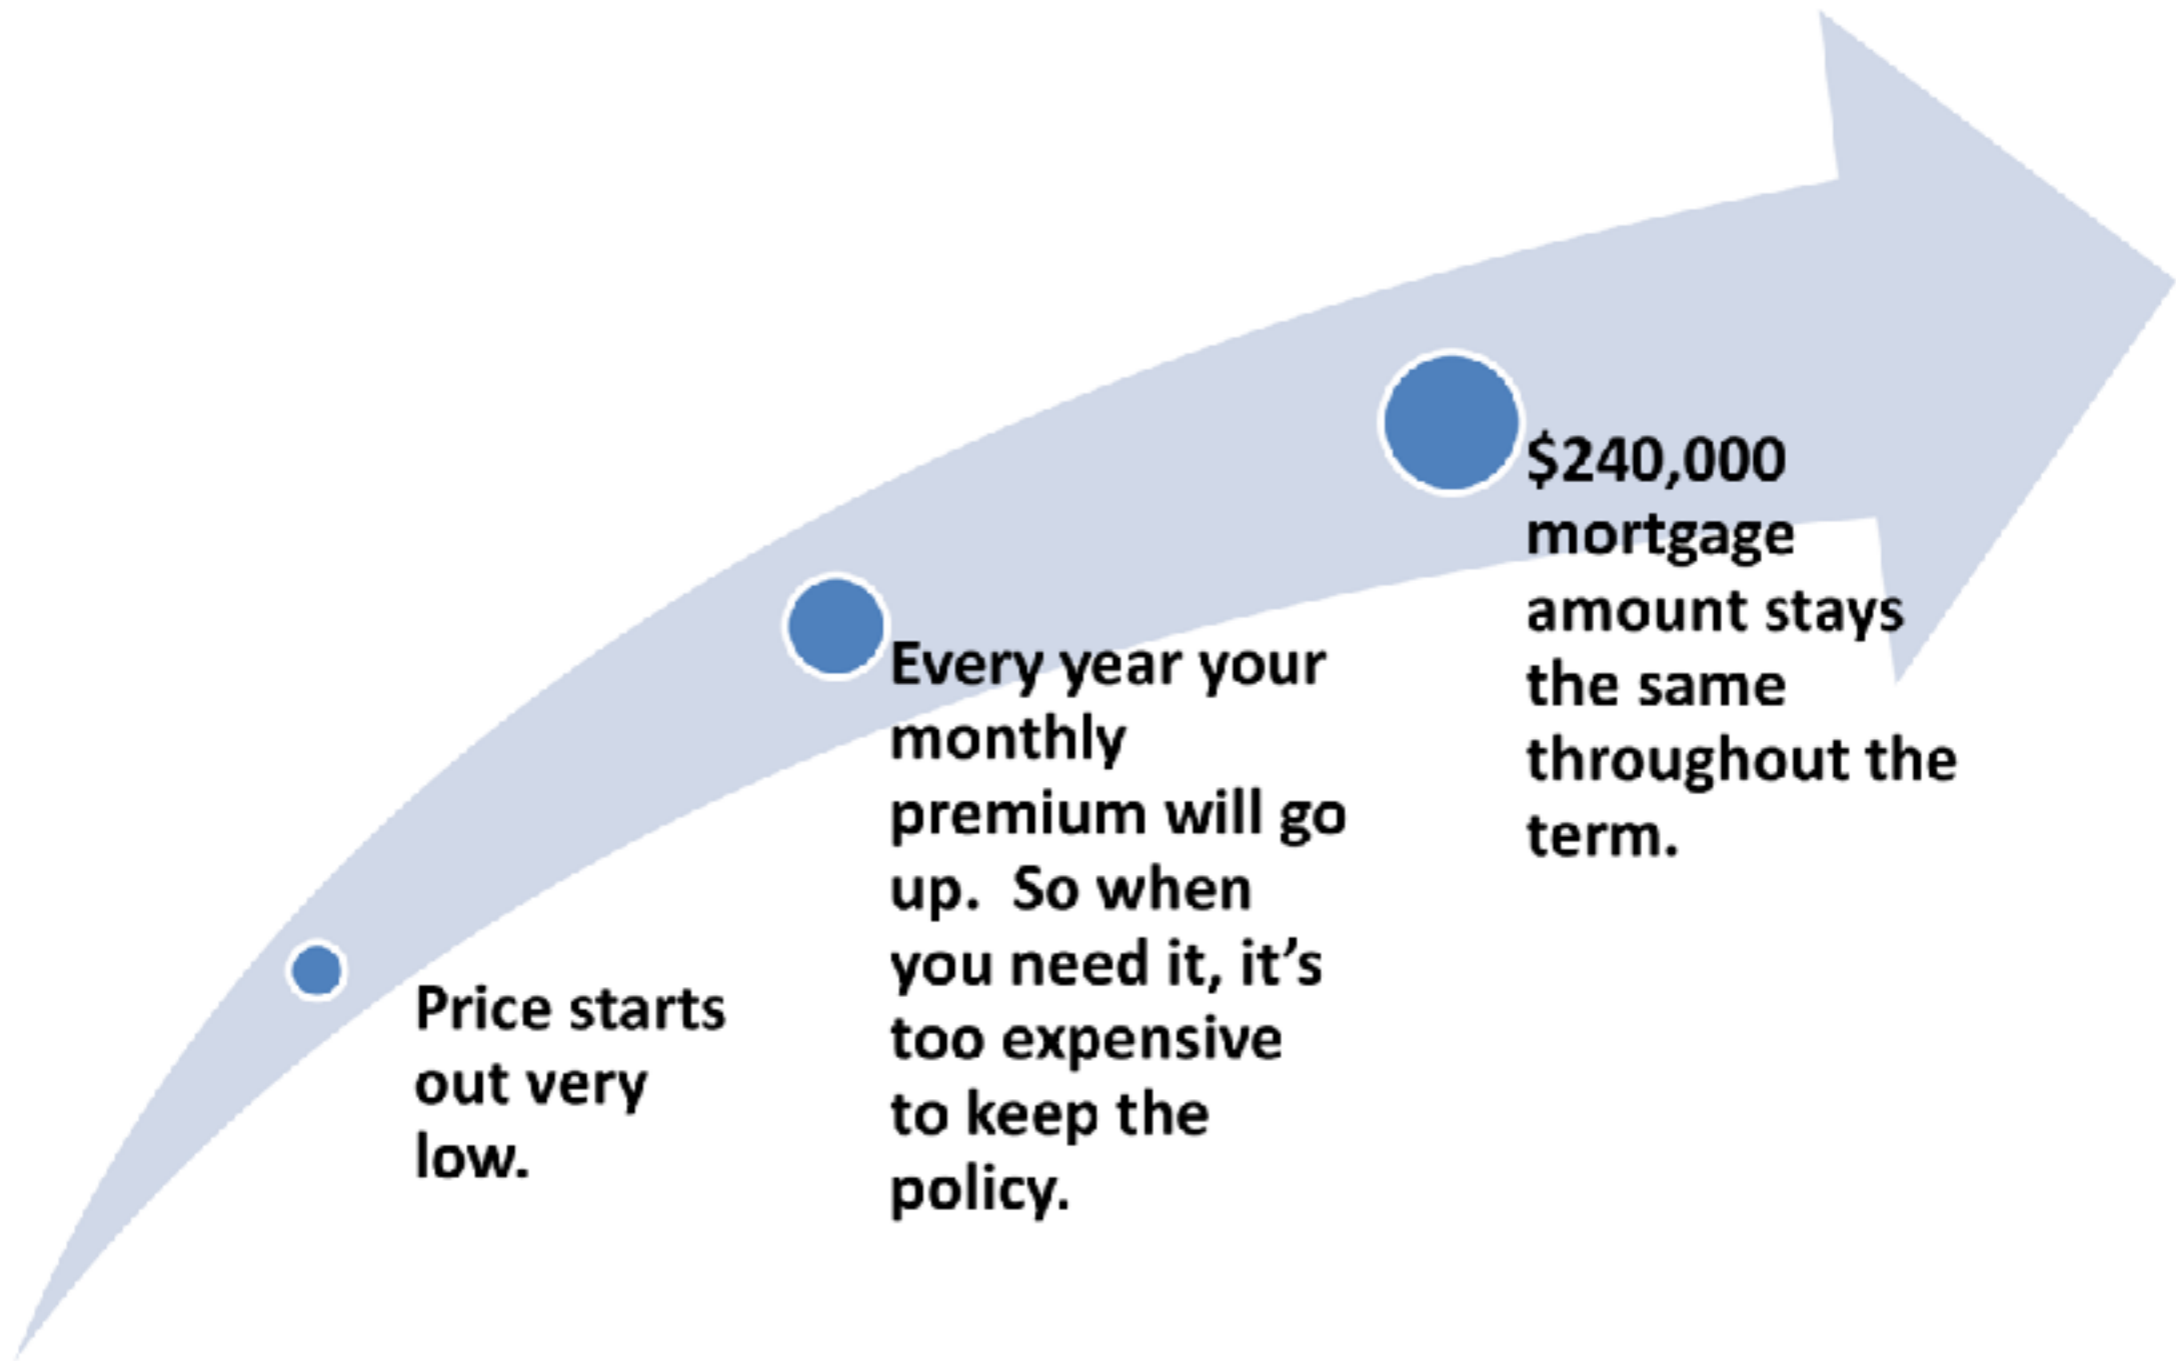 Price starts
out very
low.
Every year your
monthly
premium will go
up.  So when
you need it, it’s
too expensive
to keep the
policy.
$240,000
mortgage
amount stays
the same
throughout the
term.